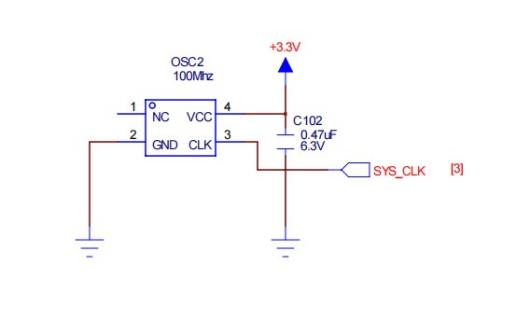 +3.3V
OSC2
100Mhz
1 NC VCC 4
2 GND CLK 3
C102
0.47uF
6.3V
SYS_CLK [3]